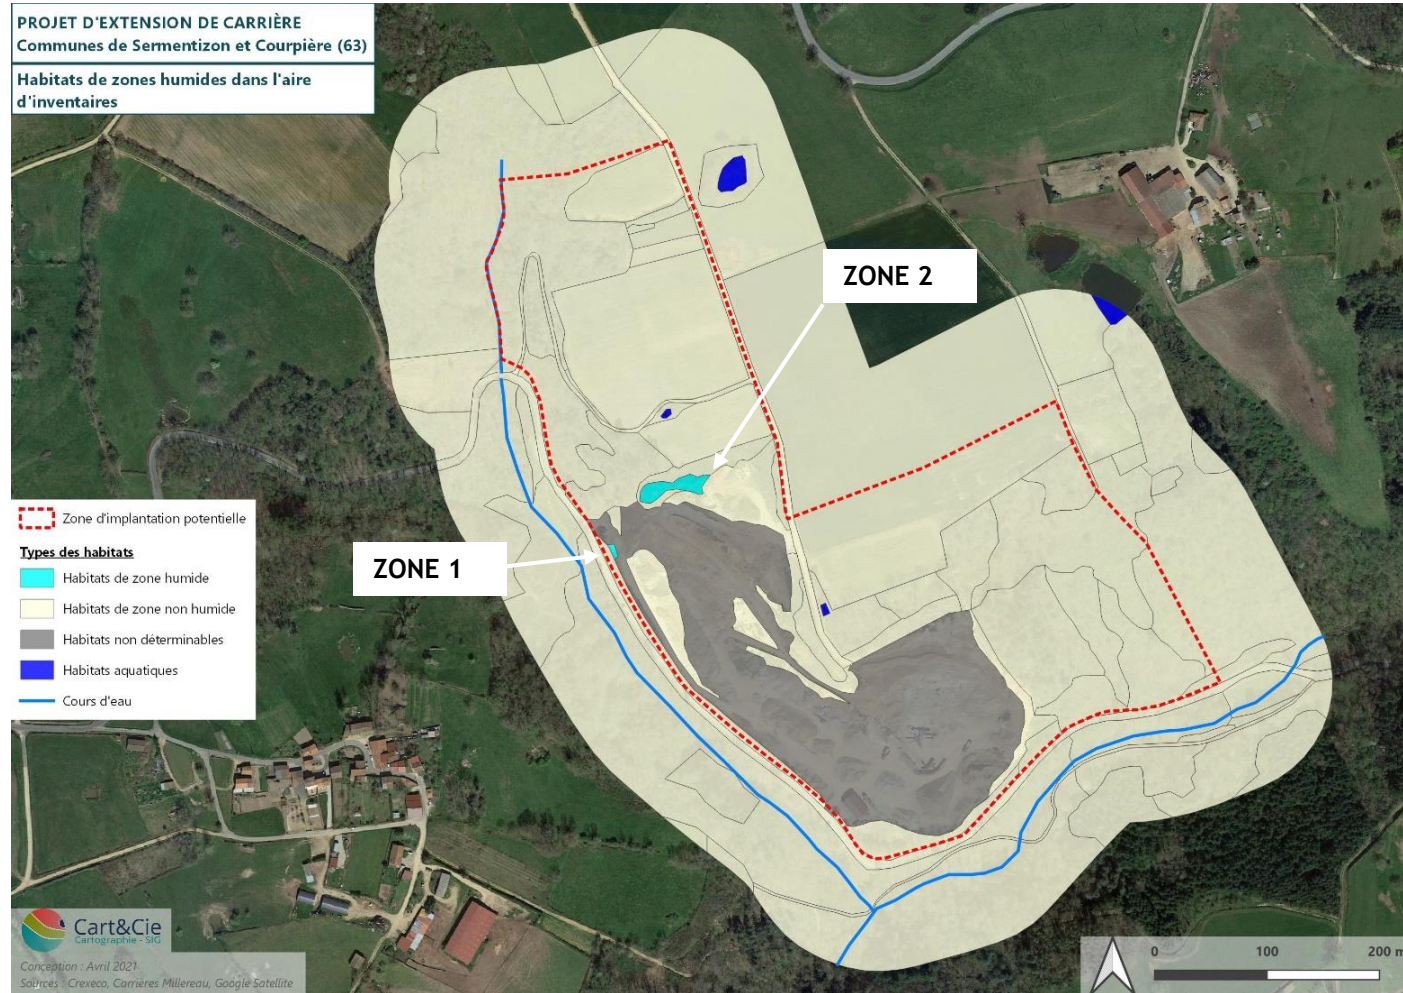 PROJET D'EXTENSION DE CARRIÈRE
Communes de Sermentizon et Courpière (63)
Habitats de zones humides dans l'aire
d'inventaires
ZONE 2
ZONE 1
Zone d'implantation potentielle
Types des habitats
Habitats de zone humide
Habitats de zone non humide
Habitats non déterminables
Habitats aquatiques
Cours d'eau
Cart&Cie
Cartographie - SIG
Conception : Avril 2021
Sources : Crexeco, Carrières Millereau, Google Satellite
0 100 200 m